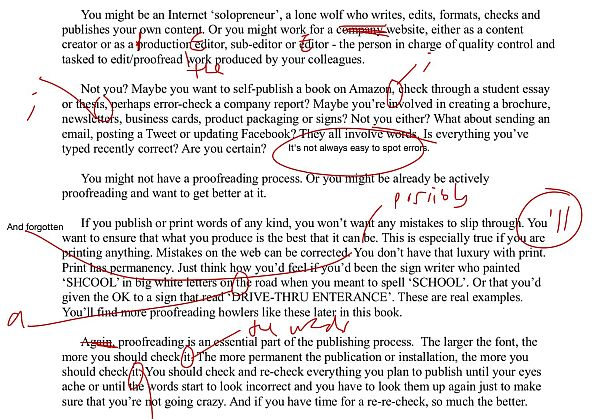 You might be an Internet ‘solopreneur’, a lone wolf who writes, edits, formats, checks and
publishes your own content. Or you might work for a company website, either as a content
creator or as a production editor, sub-editor or editor - the person in charge of quality control and
tasked to edit/proofread work produced by your colleagues.
the
Not you? Maybe you want to self-publish a book on Amazon, check through a student essay
or thesis, perhaps error-check a company report? Maybe you’re involved in creating a brochure,
newsletters, business cards, product packaging or signs? Not you either? What about sending an
email, posting a Tweet or updating Facebook? They all involve words. Is everything you’ve
typed recently correct? Are you certain?
It's not always easy to spot errors.
You might not have a proofreading process. Or you might be already be actively
proofreading and want to get better at it.
possibly
And forgotten
If you publish or print words of any kind, you won’t want any mistakes to slip through. You
'll
want to ensure that what you produce is the best that it can be. This is especially true if you are
printing anything. Mistakes on the web can be corrected. You don’t have that luxury with print.
Print has permanency. Just think how you’d feel if you’d been the sign writer who painted
‘SHCOOL’ in big white letters on the road when you meant to spell ‘SCHOOL’. Or that you’d
given the OK to a sign that read ‘DRIVE-THRU ENTERANCE’. These are real examples.
You’ll find more proofreading howlers like these later in this book.
a
the words
Again, proofreading is an essential part of the publishing process. The larger the font, the
more you should check it. The more permanent the publication or installation, the more you
should check it. You should check and re-check everything you plan to publish until your eyes
ache or until the words start to look incorrect and you have to look them up again just to make
sure that you’re not going crazy. And if you have time for a re-re-check, so much the better.